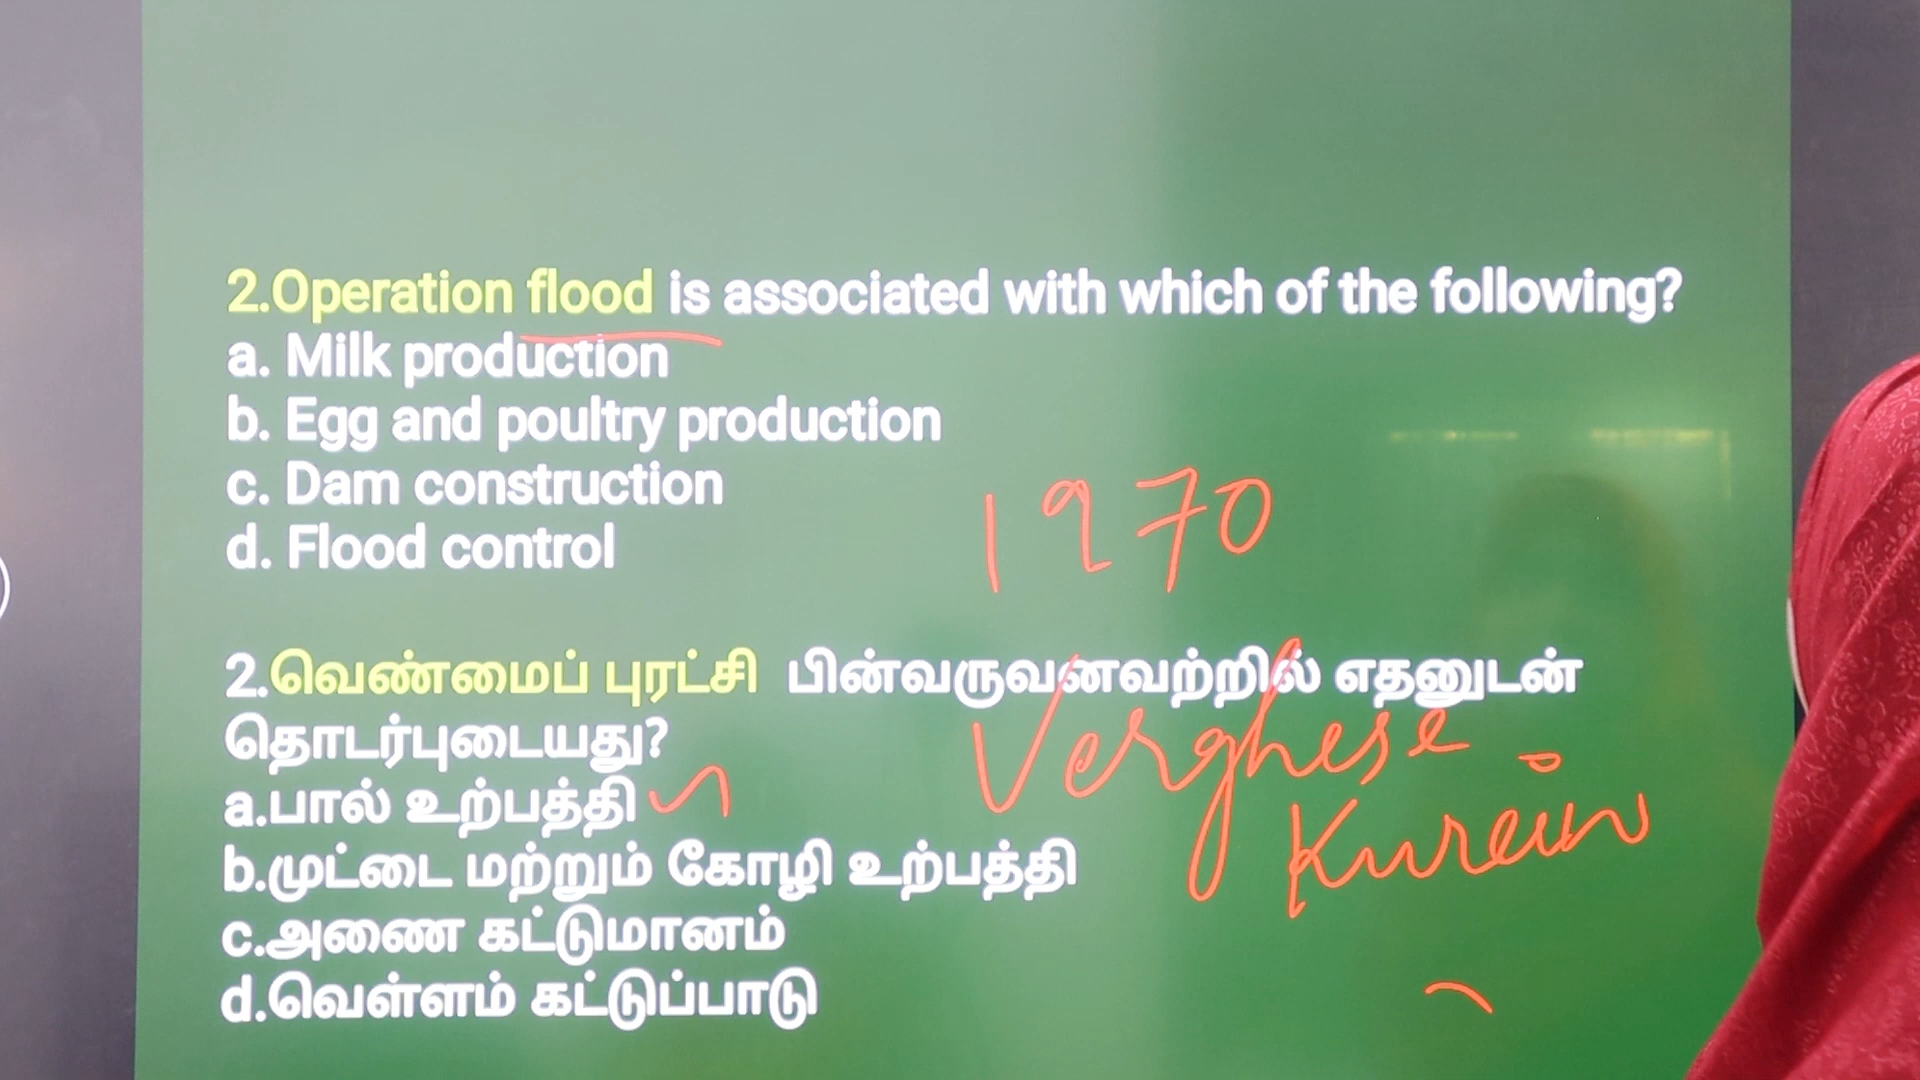 2.Operation flood is associated with which of the following?
a. Milk production
b. Egg and poultry production
c. Dam construction
d. Flood control
1970
2.வெண்மைப் புரட்சி பின்வருவனவற்றில் எதனுடன்
தொடர்புடையது?
a.பால் உற்பத்தி
b.முட்டை மற்றும் கோழி உற்பத்தி
c.அணை கட்டுமானம்
d.வெள்ளம் கட்டுப்பாடு
Verghese
Kurein